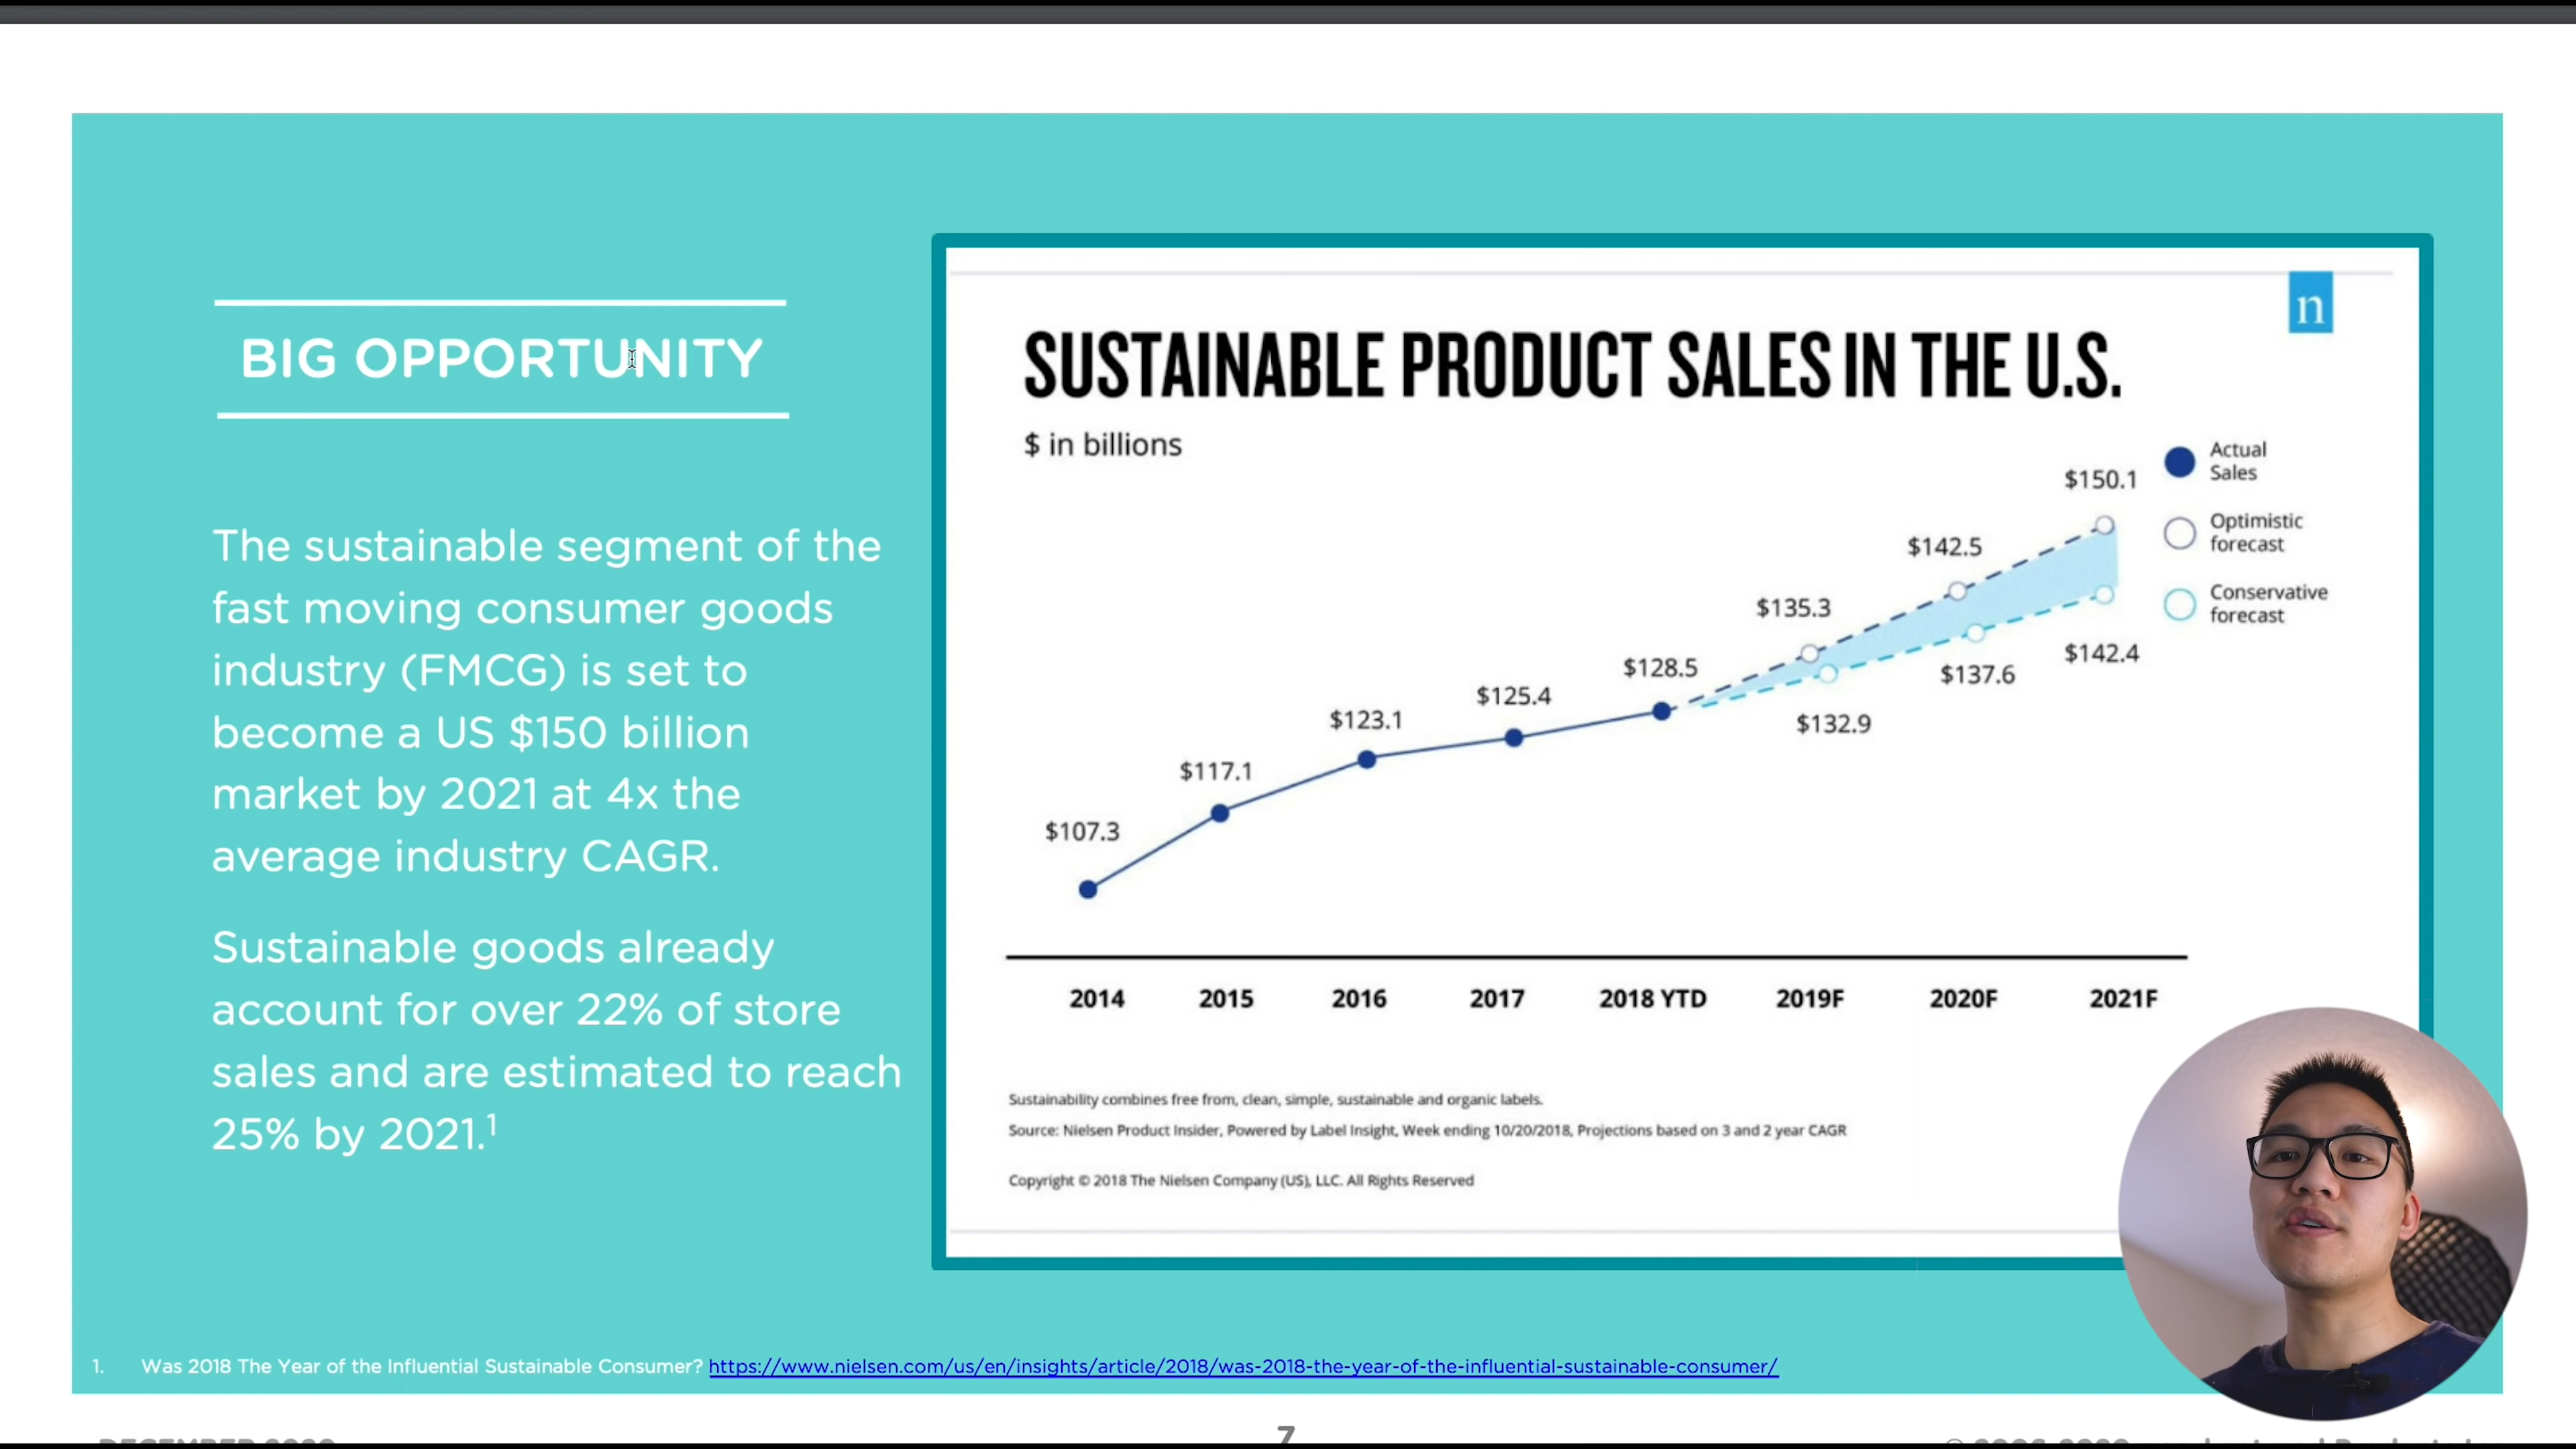 BIG OPPORTUNITY
The sustainable segment of the
fast moving consumer goods
industry (FMCG) is set to
become a US $150 billion
market by 2021 at 4x the
average industry CAGR.
Sustainable goods already
account for over 22% of store
sales and are estimated to reach
25% by 2021.¹
n
SUSTAINABLE PRODUCT SALES IN THE U.S.
$ in billions
Actual
Sales
Optimistic
forecast
Conservative
forecast
$107.3
$117.1
$123.1
$125.4
$128.5
$135.3
$142.5
$150.1
$132.9
$137.6
$142.4
2014 2015 2016 2017 2018 YTD 2019F 2020F 2021F
Sustainability combines free from, clean, simple, sustainable and organic labels.
Source: Nielsen Product Insider, Powered by Label Insight, Week ending 10/20/2018, Projections based on 3 and 2 year CAGR
Copyright © 2018 The Nielsen Company (US), LLC. All Rights Reserved
1. Was 2018 The Year of the Influential Sustainable Consumer? https://www.nielsen.com/us/en/insights/article/2018/was-2018-the-year-of-the-influential-sustainable-consumer/
7